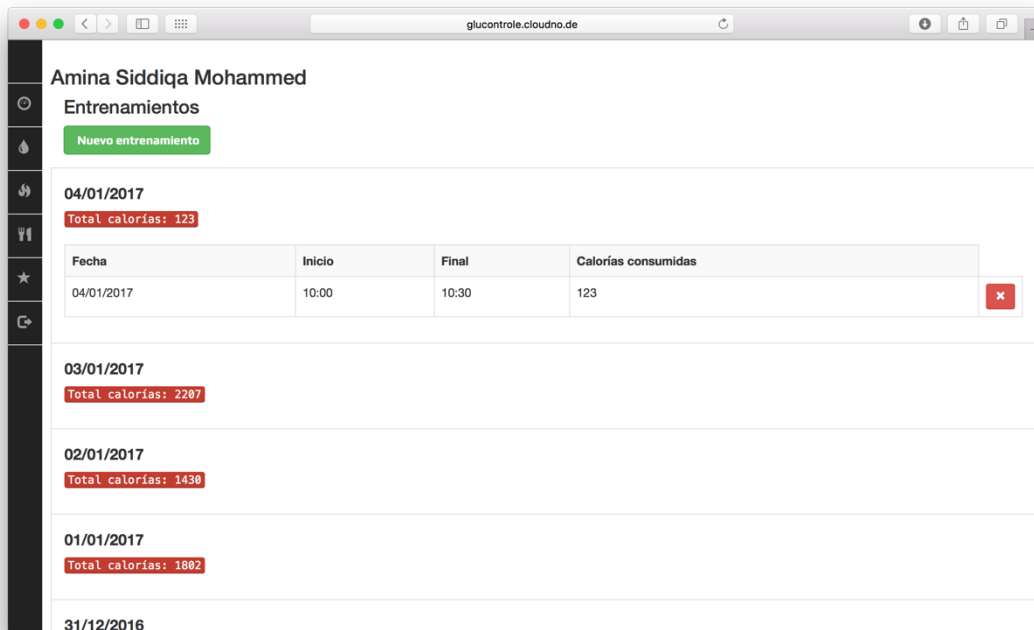 glucontrole.cloudno.de
Amina Siddiqa Mohammed
Entrenamientos
Nuevo entrenamiento
04/01/2017
Total calorías: 123
Fecha Inicio Final Calorías consumidas
04/01/2017 10:00 10:30 123
03/01/2017
Total calorías: 2207
02/01/2017
Total calorías: 1430
01/01/2017
Total calorías: 1802
31/12/2016